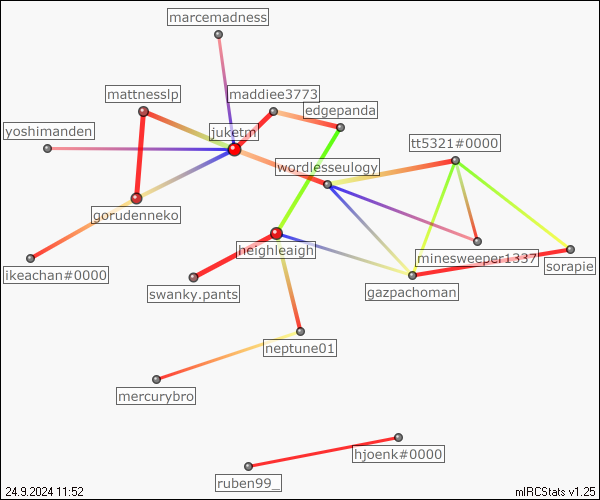 marcemadness
mattnesslp
maddiee3773
edgepanda
yoshimanden
juketm
tt5321#0000
wordlesseulogy
gorudenneko
heighleaigh
minesweeper1337
sorapie
ikeachan#0000
swanky.pants
gazpachoman
neptune01
mercurybro
hjoenk#0000
ruben99_
24.9.2024 11:52
mIRCStats v1.25